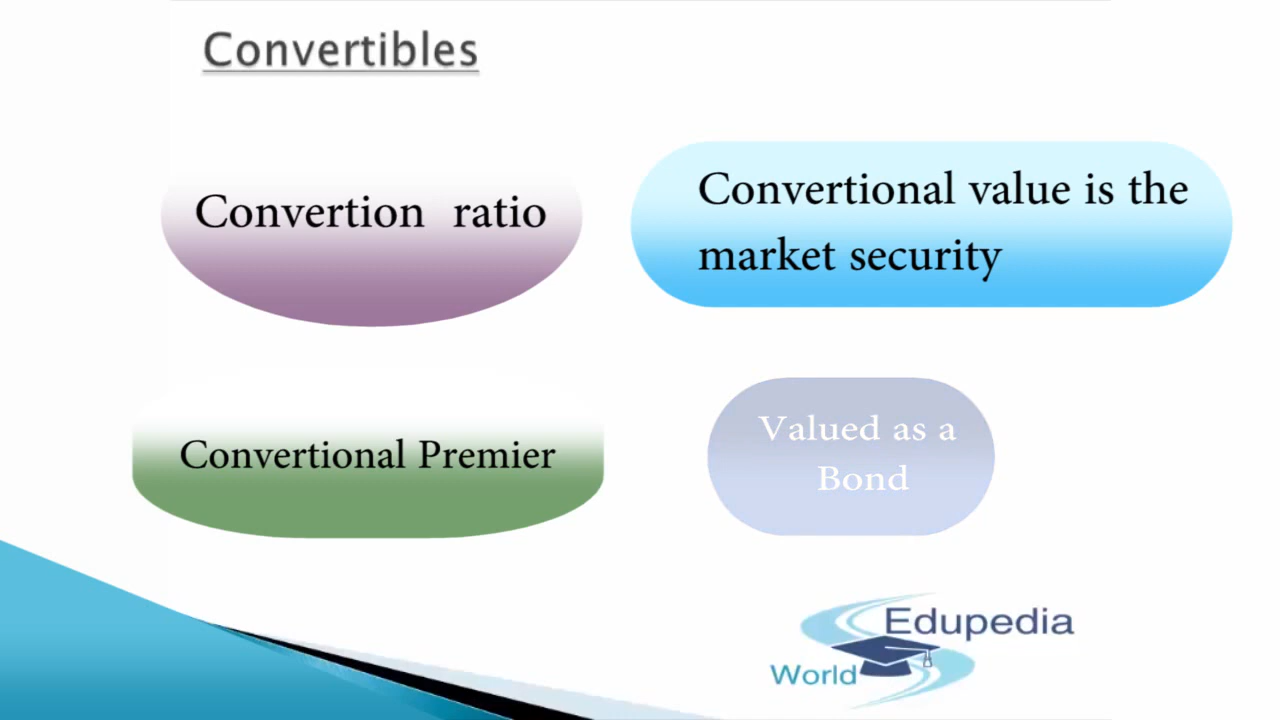 Convertibles
Convertion ratio
Convertional value is the
market security
Convertional Premier
Valued as a
Bond
Edupedia
World